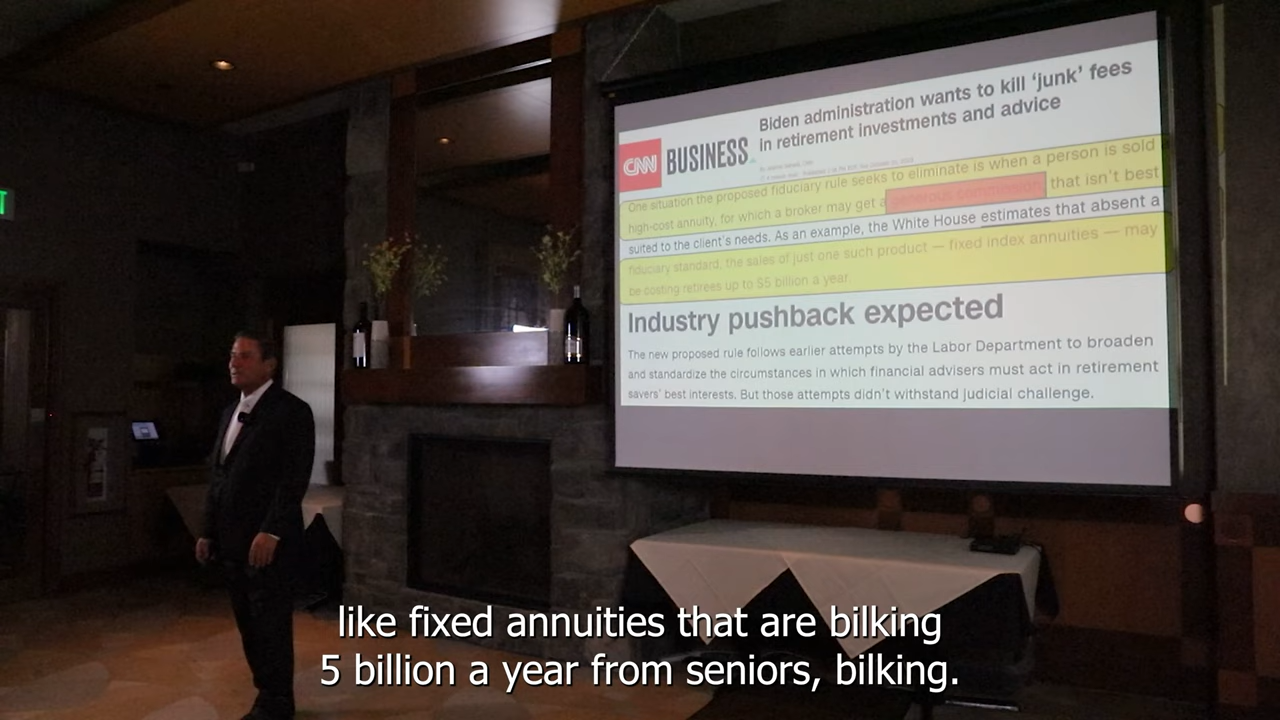 Biden administration wants to kill ‘junk’ fees
in retirement investments and advice
CNN BUSINESS
One situation the proposed fiduciary rule seeks to eliminate is when a person is sold
high-cost annuity, for which a broker may get a generous commission, that isn't best
suited to the client's needs. As an example, the White House estimates that absent a
fiduciary standard, the sales of just one such product — fixed index annuities — may
be costing retirees up to $5 billion a year.
Industry pushback expected
The new proposed rule follows earlier attempts by the Labor Department to broaden
and standardize the circumstances in which financial advisers must act in retirement
savers' best interests. But those attempts didn't withstand judicial challenge.
like fixed annuities that are bilking
5 billion a year from seniors, bilking.